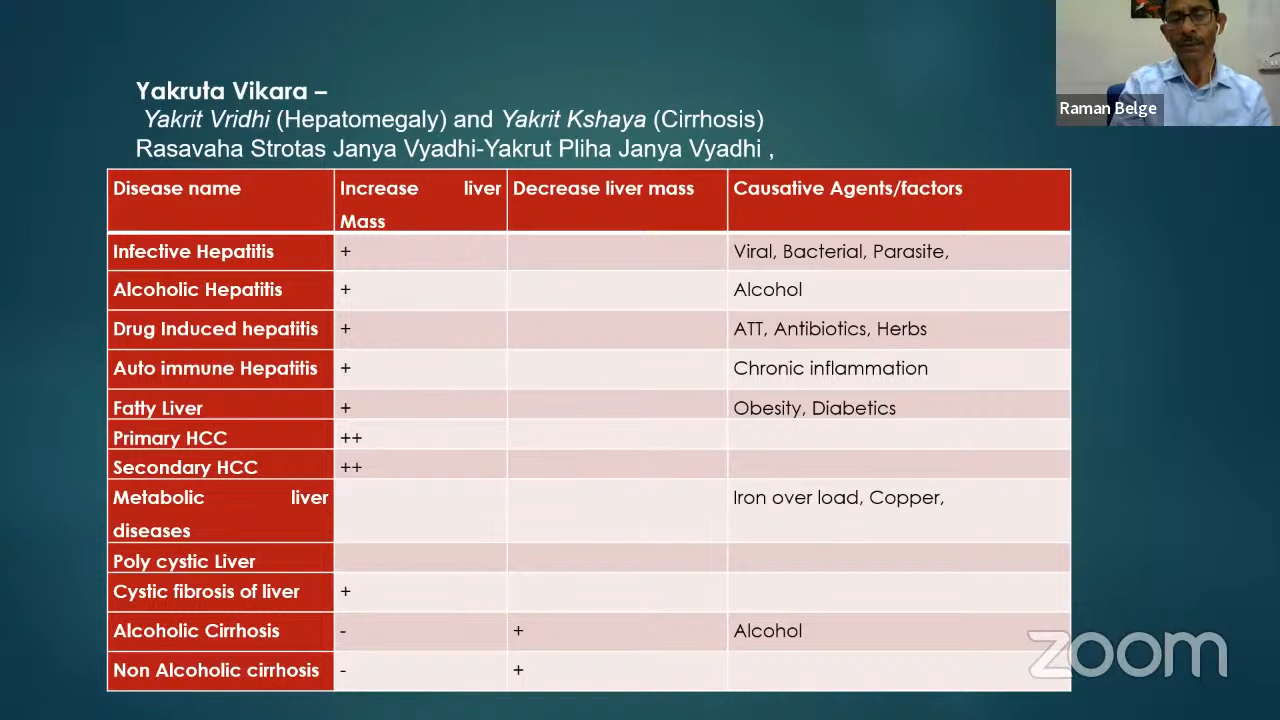 Raman Belge
Yakruta Vikara –
Yakrit Vridhi (Hepatomegaly) and Yakrit Kshaya (Cirrhosis)
Rasavaha Strotas Janya Vyadhi-Yakrut Pliha Janya Vyadhi ,
Disease name Increase liver Mass Decrease liver mass Causative Agents/factors
Infective Hepatitis + Viral, Bacterial, Parasite,
Alcoholic Hepatitis + Alcohol
Drug Induced hepatitis + ATT, Antibiotics, Herbs
Auto immune Hepatitis + Chronic inflammation
Fatty Liver + Obesity, Diabetics
Primary HCC ++
Secondary HCC ++
Metabolic liver diseases Iron over load, Copper,
Poly cystic Liver
Cystic fibrosis of liver +
Alcoholic Cirrhosis - + Alcohol
Non Alcoholic cirrhosis - +
zoom